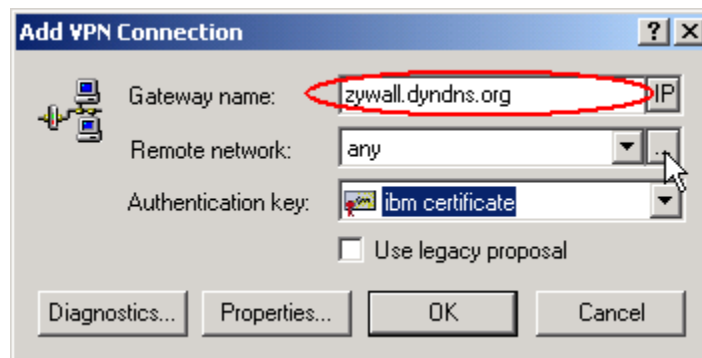 Add VPN Connection
Gateway name: zywall.dyndns.org IP
Remote network: any ...
Authentication key: ibm certificate
Use legacy proposal
Diagnostics... Properties... OK Cancel